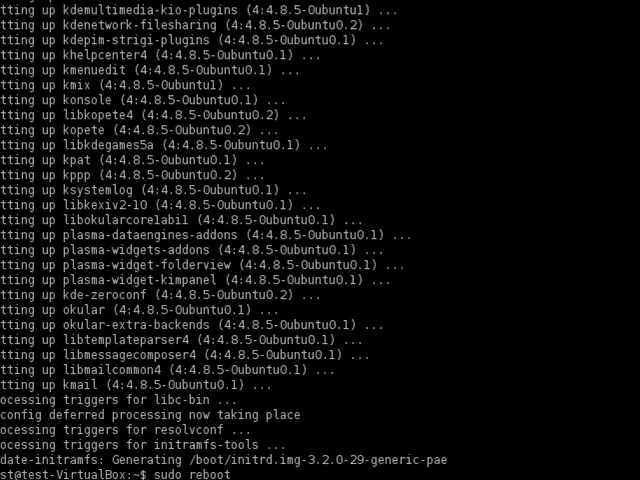 tting up kdemultimedia-kio-plugins (4:4.8.5-0ubuntu1) ...
tting up kdenetwork-filesharing (4:4.8.5-0ubuntu0.2) ...
tting up kdepim-strigi-plugins (4:4.8.5-0ubuntu0.1) ...
tting up khelpcenter4 (4:4.8.5-0ubuntu0.1) ...
tting up kmenuedit (4:4.8.5-0ubuntu0.1) ...
tting up kmix (4:4.8.5-0ubuntu1) ...
tting up konsole (4:4.8.5-0ubuntu0.1) ...
tting up libkopete4 (4:4.8.5-0ubuntu0.2) ...
tting up kopete (4:4.8.5-0ubuntu0.2) ...
tting up libkdegames5a (4:4.8.5-0ubuntu0.1) ...
tting up kpat (4:4.8.5-0ubuntu0.1) ...
tting up kppp (4:4.8.5-0ubuntu0.2) ...
tting up ksystemlog (4:4.8.5-0ubuntu0.1) ...
tting up libkexiv2-10 (4:4.8.5-0ubuntu0.1) ...
tting up libokularcore1abi1 (4:4.8.5-0ubuntu0.1) ...
tting up plasma-dataengines-addons (4:4.8.5-0ubuntu0.1) ...
tting up plasma-widgets-addons (4:4.8.5-0ubuntu0.1) ...
tting up plasma-widget-folderview (4:4.8.5-0ubuntu0.1) ...
tting up plasma-widget-kimpanel (4:4.8.5-0ubuntu0.1) ...
tting up kde-zeroconf (4:4.8.5-0ubuntu0.2) ...
tting up okular (4:4.8.5-0ubuntu0.1) ...
tting up okular-extra-backends (4:4.8.5-0ubuntu0.1) ...
tting up libtemplateparser4 (4:4.8.5-0ubuntu0.1) ...
tting up libmessagecomposer4 (4:4.8.5-0ubuntu0.1) ...
tting up libmailcommon4 (4:4.8.5-0ubuntu0.1) ...
tting up kmail (4:4.8.5-0ubuntu0.1) ...
ocessing triggers for libc-bin ...
config deferred processing now taking place
ocessing triggers for resolvconf ...
ocessing triggers for initramfs-tools ...
date-initramfs: Generating /boot/initrd.img-3.2.0-29-generic-pae
st@test-VirtualBox:~$ sudo reboot